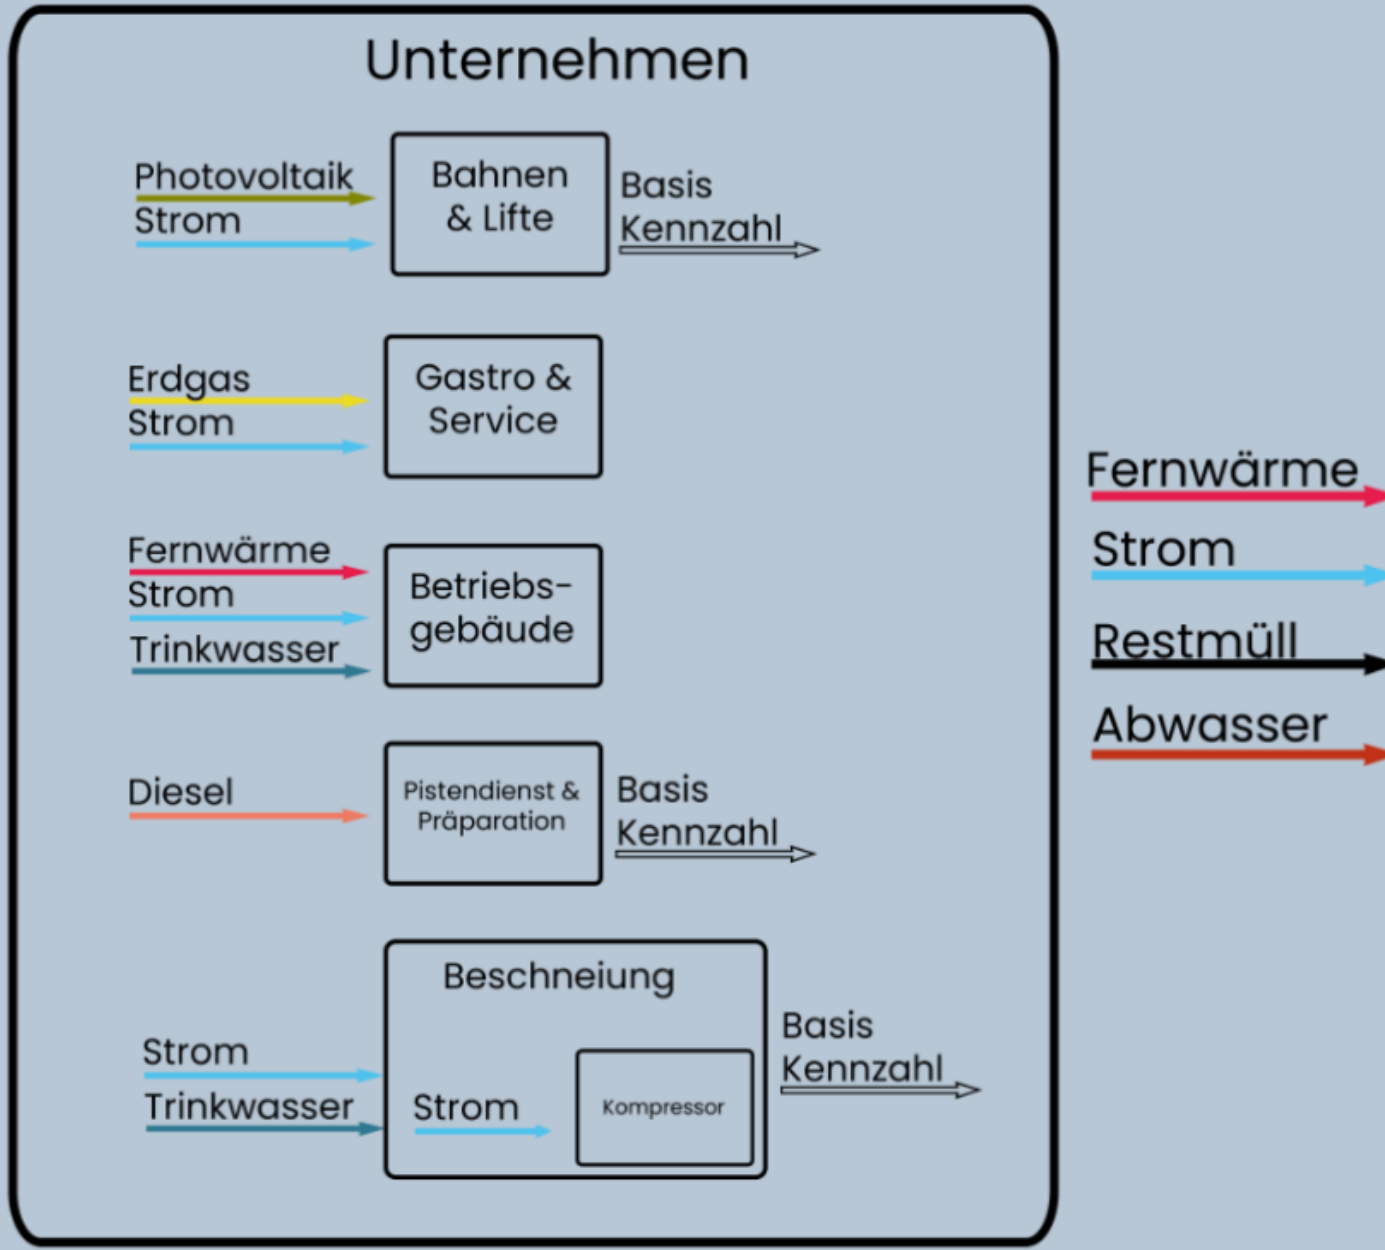 Unternehmen
Photovoltaik
Strom
Bahnen
& Lifte
Basis
Kennzahl
Erdgas
Strom
Gastro &
Service
Fernwärme
Strom
Trinkwasser
Betriebs-
gebäude
Diesel
Pistendienst &
Präparation
Basis
Kennzahl
Beschneiung
Strom
Trinkwasser
Strom
Kompressor
Basis
Kennzahl
Fernwärme
Strom
Restmüll
Abwasser